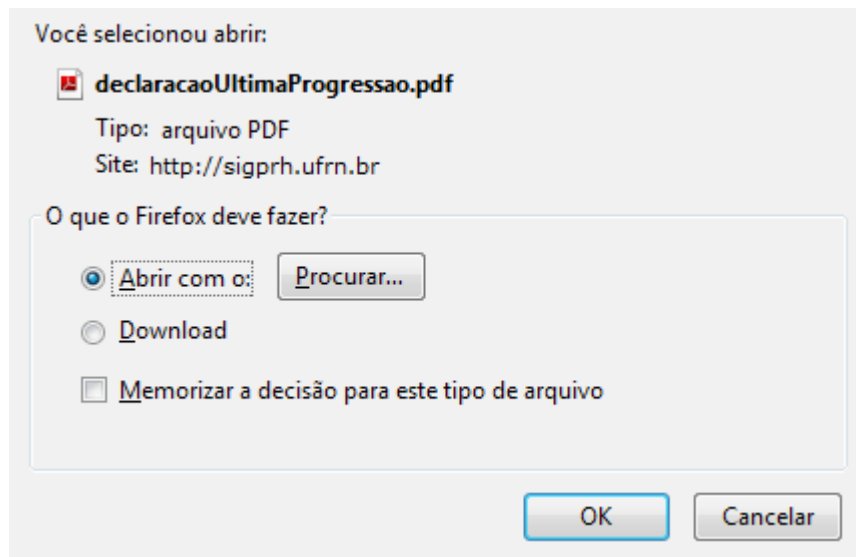 Você selecionou abrir:
declaracaoUltimaProgressao.pdf
Tipo: arquivo PDF
Site: http://sigprh.ufrn.br
O que o Firefox deve fazer?
Abrir com o: Procurar...
Download
Memorizar a decisão para este tipo de arquivo
OK Cancelar